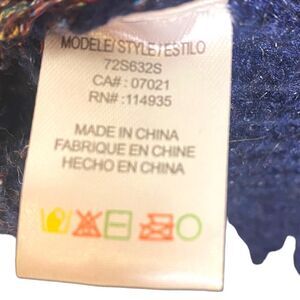 MODELE/STYLE/ESTILO
72S632S
CA#: 07021
RN#: 114935
MADE IN CHINA
FABRIQUE EN CHINE
HECHO EN CHINA